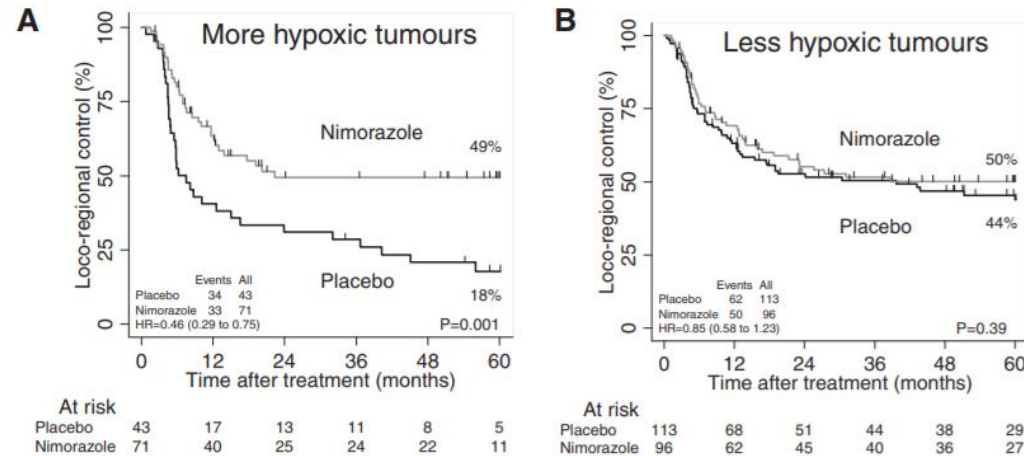 A
More hypoxic tumours
Loco-regional control (%)
100
75
50
25
0
Nimorazole
49%
Placebo
18%
Events All
Placebo 34 43
Nimorazole 33 71
HR=0.46 (0.29 to 0.75)
P=0.001
0 12 24 36 48 60
Time after treatment (months)
At risk
Placebo 43 17 13 11 8 5
Nimorazole 71 40 25 24 22 11
B
Less hypoxic tumours
Loco-regional control (%)
100
75
50
25
0
Nimorazole
50%
Placebo
44%
Events All
Placebo 62 113
Nimorazole 50 96
HR=0.85 (0.58 to 1.23)
P=0.39
0 12 24 36 48 60
Time after treatment (months)
At risk
Placebo 113 68 51 44 38 29
Nimorazole 96 62 45 40 36 27